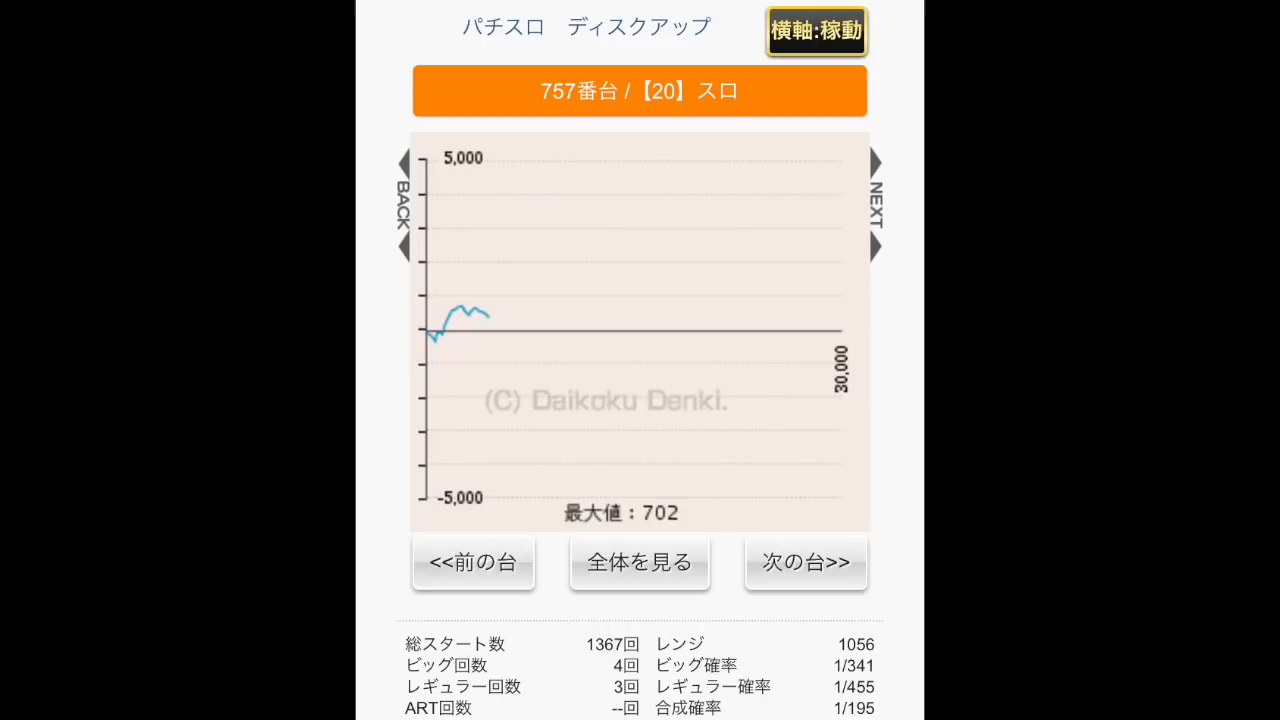 パチスロ　ディスクアップ
横軸:稼動
757番台 /【20】スロ
5,000
BACK
NEXT
30,000
(C) Daikoku Denki.
-5,000
最大値：702
<<前の台
全体を見る
次の台>>
総スタート数 1367回 レンジ 1056
ビッグ回数 4回 ビッグ確率 1/341
レギュラー回数 3回 レギュラー確率 1/455
ART回数 --回 合成確率 1/195